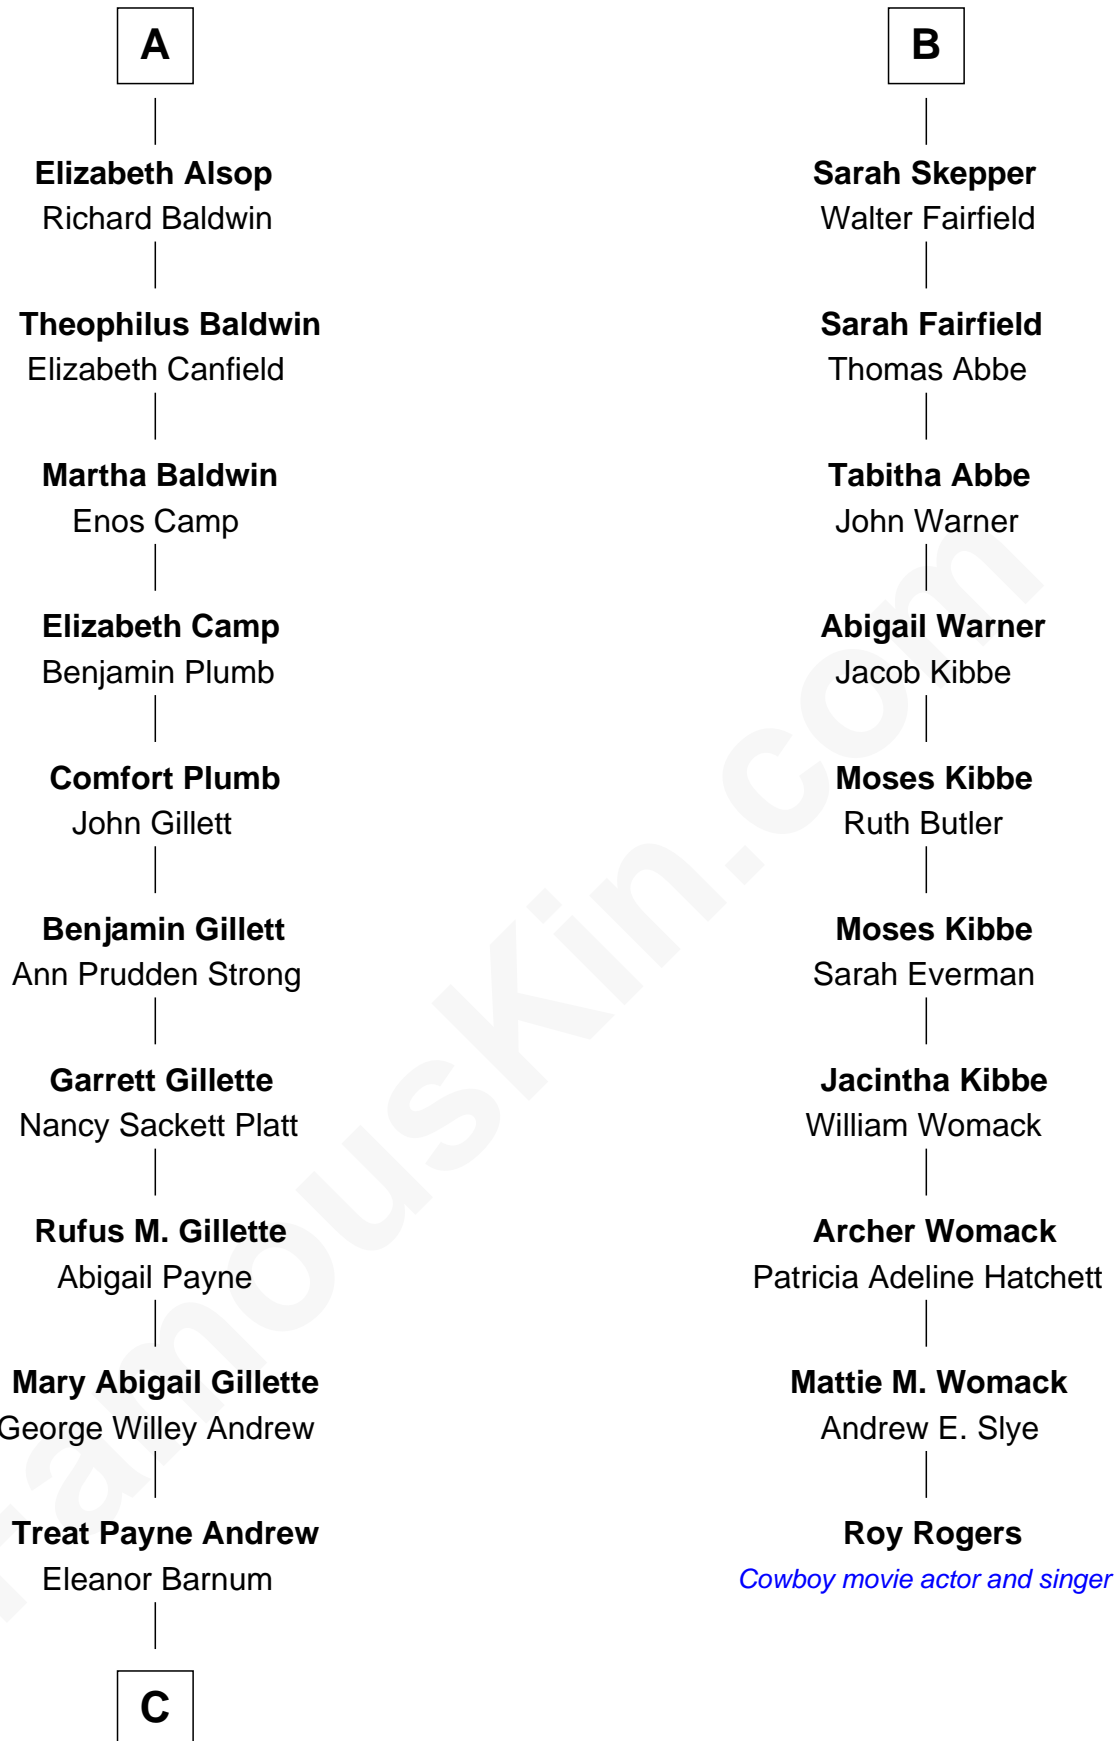 A
Elizabeth Alsop
Richard Baldwin
Theophilus Baldwin
Elizabeth Canfield
Martha Baldwin
Enos Camp
Elizabeth Camp
Benjamin Plumb
Comfort Plumb
John Gillett
Benjamin Gillett
Ann Prudden Strong
Garrett Gillette
Nancy Sackett Platt
Rufus M. Gillette
Abigail Payne
Mary Abigail Gillette
George Willey Andrew
Treat Payne Andrew
Eleanor Barnum
C
B
Sarah Skepper
Walter Fairfield
Sarah Fairfield
Thomas Abbe
Tabitha Abbe
John Warner
Abigail Warner
Jacob Kibbe
Moses Kibbe
Ruth Butler
Moses Kibbe
Sarah Everman
Jacintha Kibbe
William Womack
Archer Womack
Patricia Adeline Hatchett
Mattie M. Womack
Andrew E. Slye
Roy Rogers
Cowboy movie actor and singer
FamousKin.com